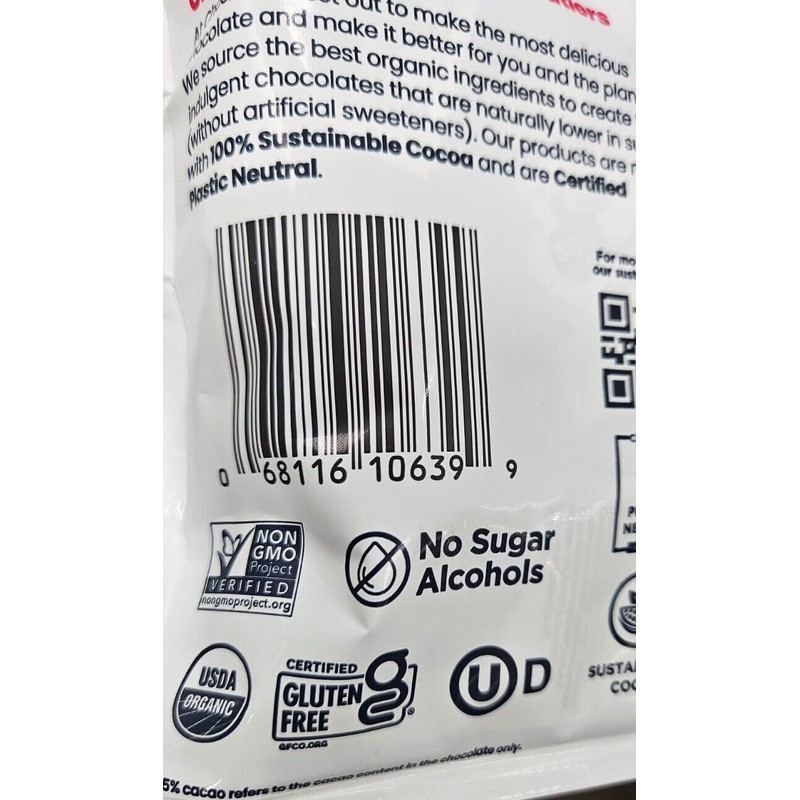 out to make the most delicious
and make it better for you and the
We source the best organic ingredients to create
indulgent chocolates that are naturally lower in
(without artificial sweeteners). Our products are
with 100% Sustainable Cocoa and are Certified
Plastic Neutral.
For
our
0 68116 10639 9
NON
GMO
Project
VERIFIED
nongmoproject.org
No Sugar
Alcohols
USDA
ORGANIC
CERTIFIED
GLUTEN
FREE
GFCO.ORG
U D
5% cacao refers to the cacao content in the chocolate only.